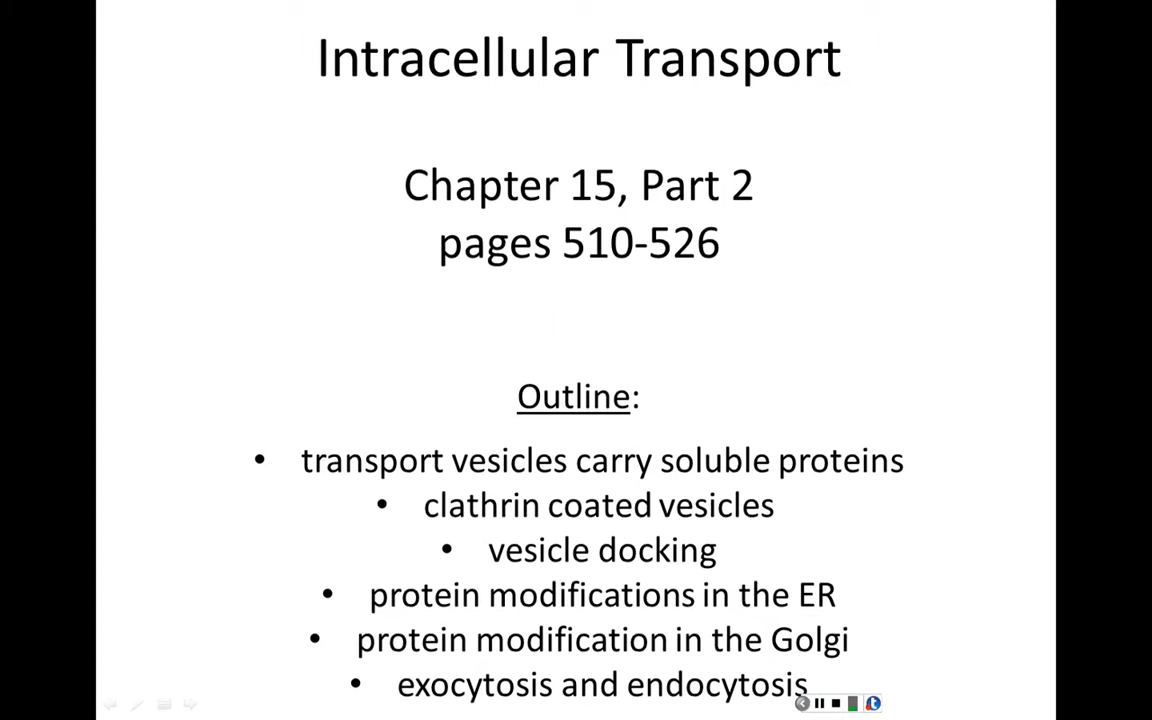 Intracellular Transport
Chapter 15, Part 2
pages 510-526
Outline:
• transport vesicles carry soluble proteins
• clathrin coated vesicles
• vesicle docking
• protein modifications in the ER
• protein modification in the Golgi
• exocytosis and endocytosis